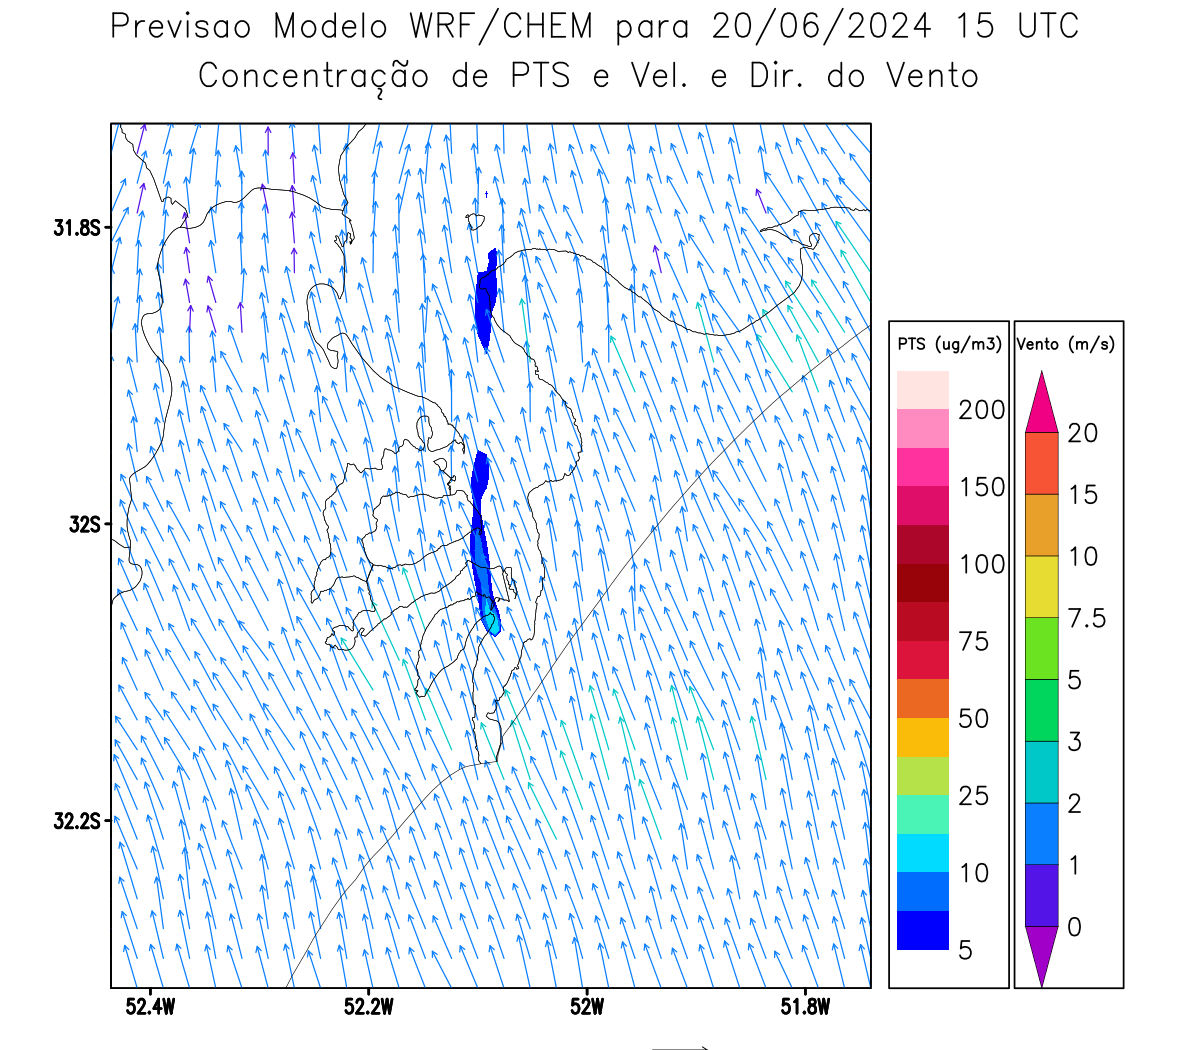 Previsao Modelo WRF/CHEM para 20/06/2024 15 UTC
Concentração de PTS e Vel. e Dir. do Vento
31.8S
32S
32.2S
52.4W
52.2W
52W
51.8W
PTS (ug/m3)
200
150
100
75
50
25
10
5
Vento (m/s)
20
15
10
7.5
5
3
2
1
0